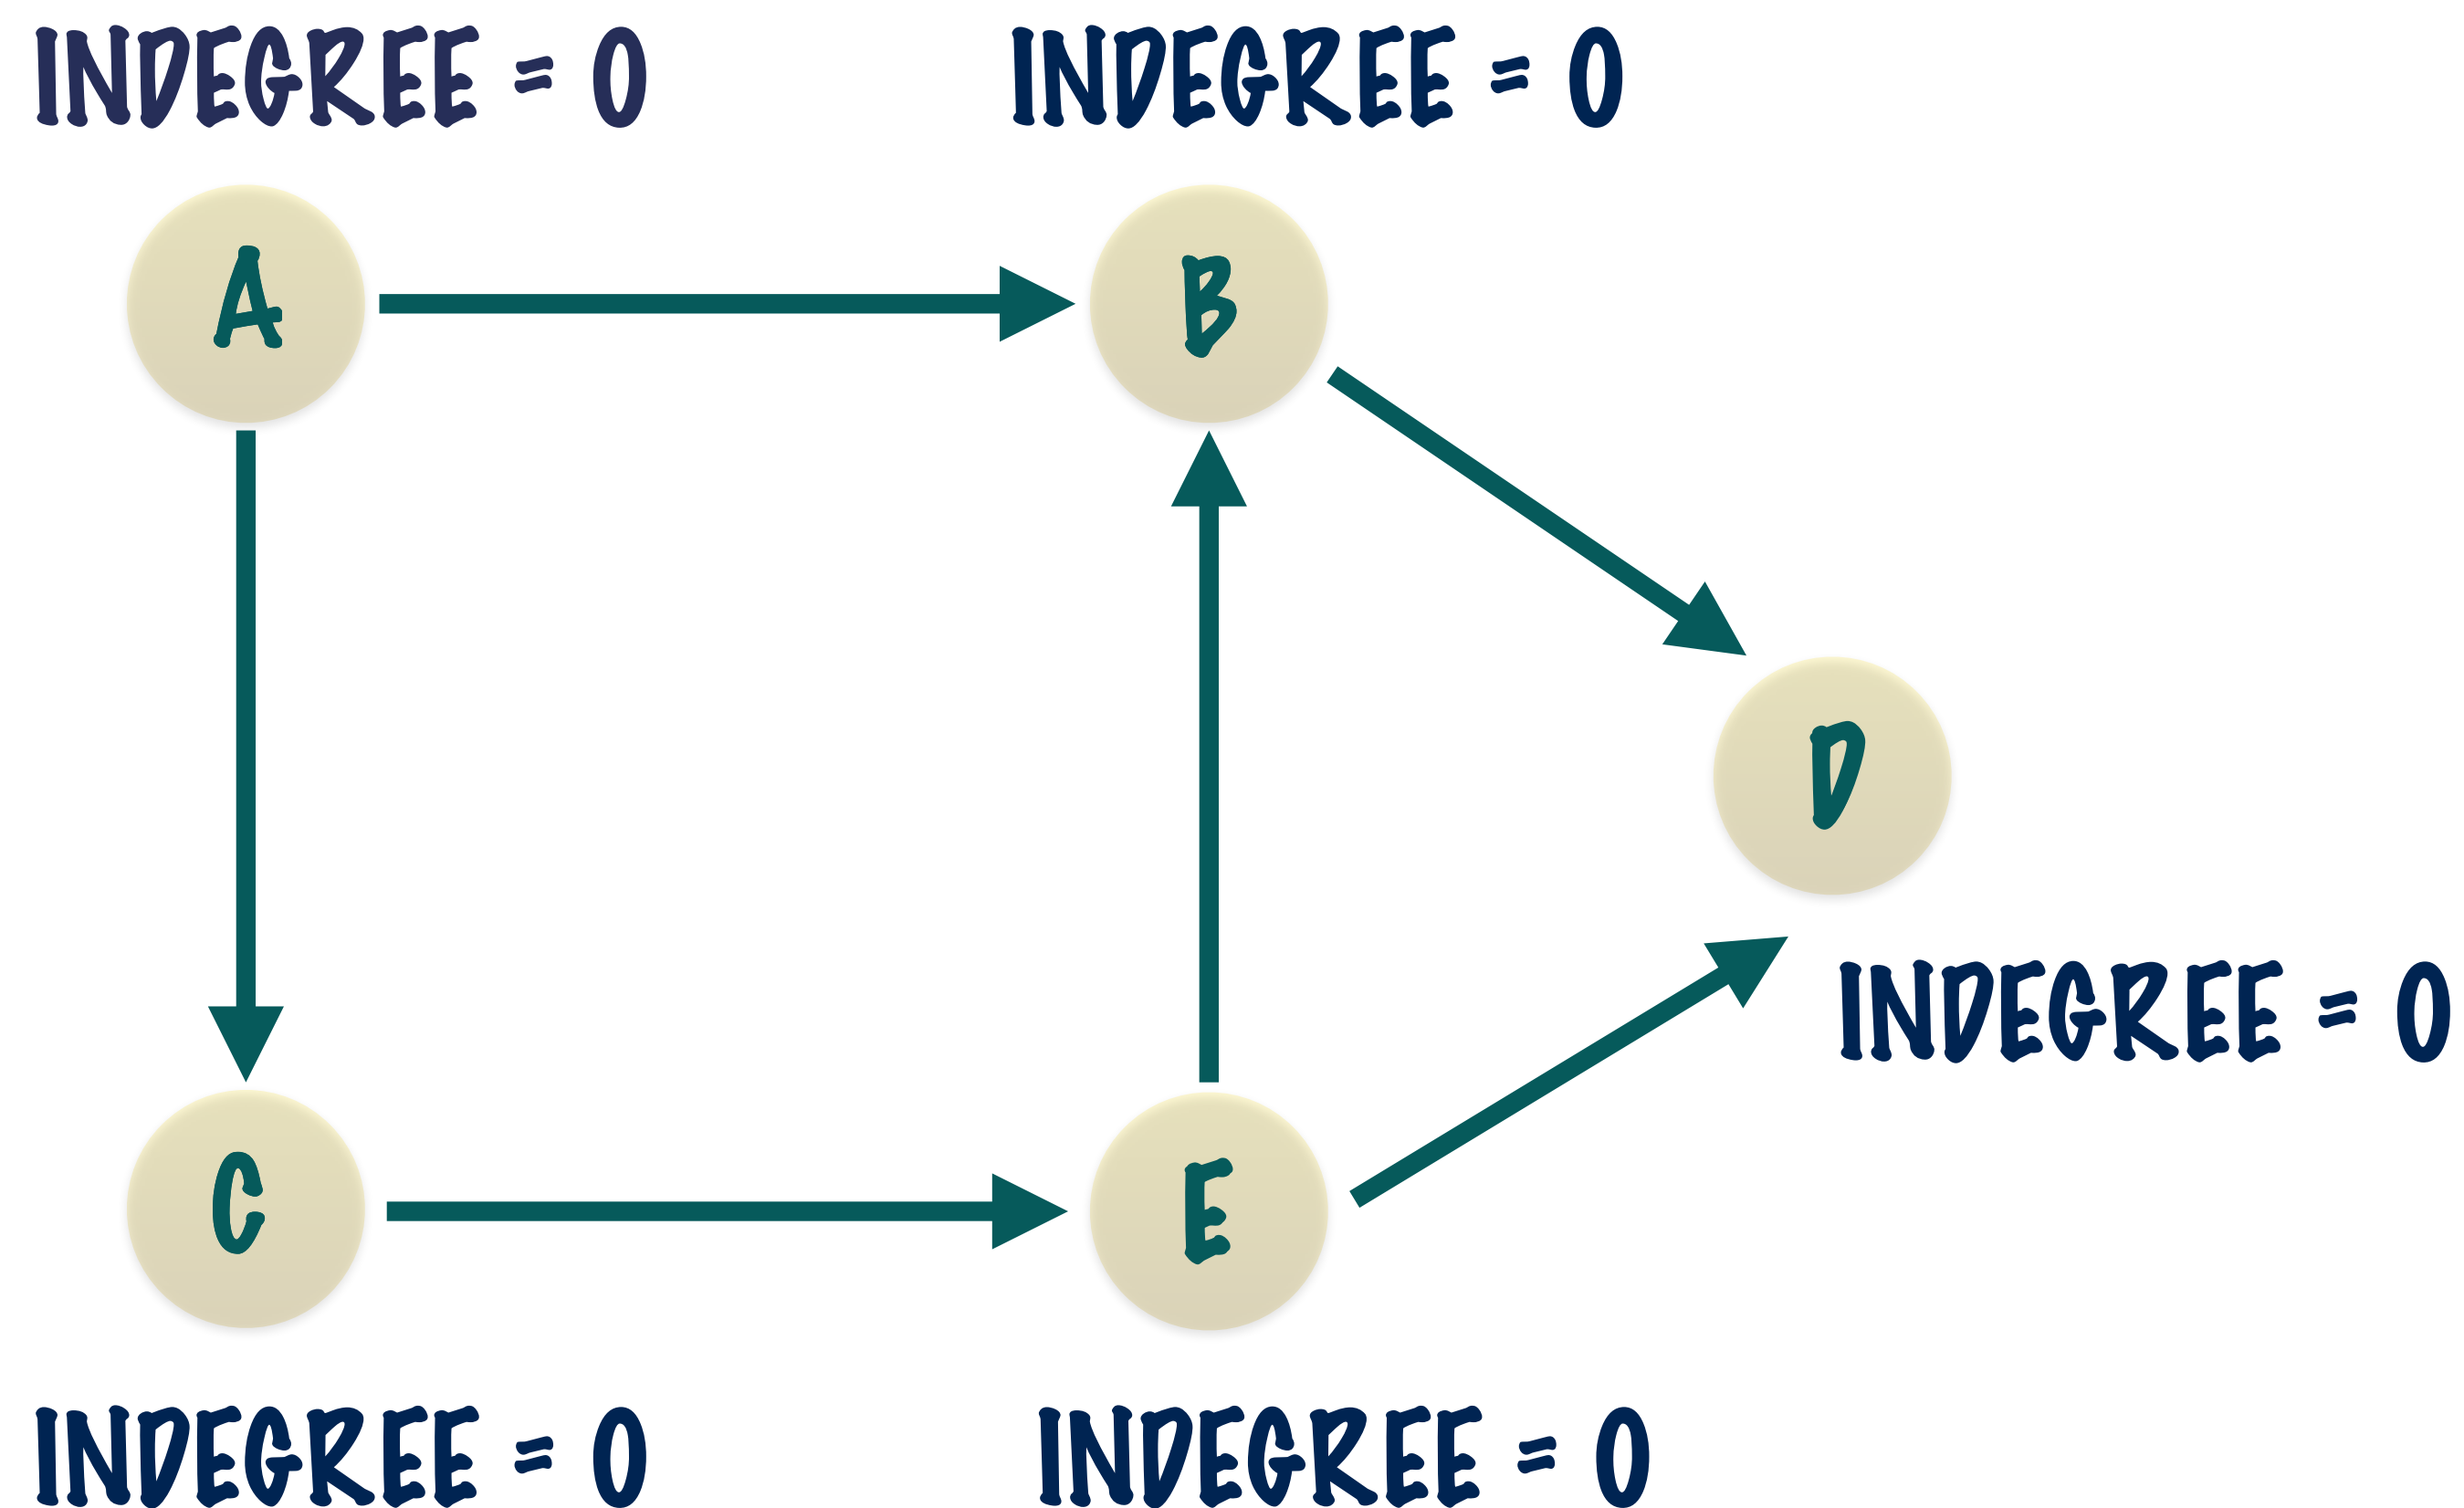 INDEGREE = 0
INDEGREE = 0
A
B
D
INDEGREE = 0
C
E
INDEGREE = 0
INDEGREE = 0